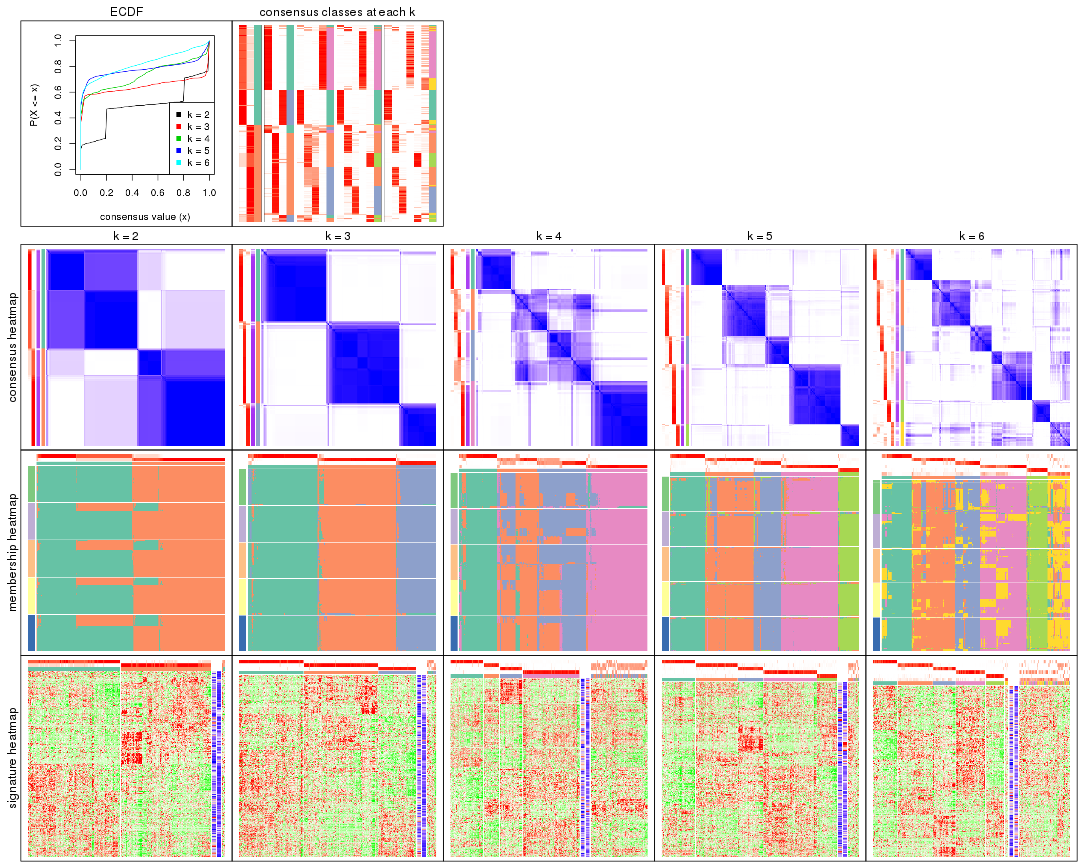 ECDF
consensus classes at each k
P(X <= x)
0.0 0.2 0.4 0.6 0.8 1.0
k = 2
k = 3
k = 4
k = 5
k = 6
0.0 0.2 0.4 0.6 0.8 1.0
consensus value (x)
k = 2
k = 3
k = 4
k = 5
k = 6
consensus heatmap
membership heatmap
signature heatmap